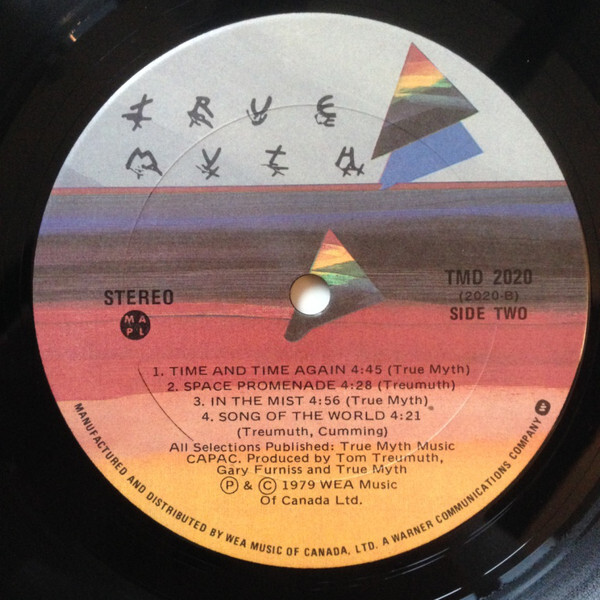 TRUE
MYTH
STEREO
MA
PL
TMD 2020
(2020-B)
SIDE TWO
1. TIME AND TIME AGAIN 4:45 (True Myth)
2. SPACE PROMENADE 4:28 (Treumuth)
3. IN THE MIST 4:56 (True Myth)
4. SONG OF THE WORLD 4:21
(Treumuth, Cumming)
All Selections Published: True Myth Music
CAPAC. Produced by Tom Treumuth,
Gary Furniss and True Myth
Ⓟ & © 1979 WEA Music
Of Canada Ltd.
MANUFACTURED AND DISTRIBUTED BY WEA MUSIC OF CANADA, LTD. A WARNER COMMUNICATIONS COMPANY